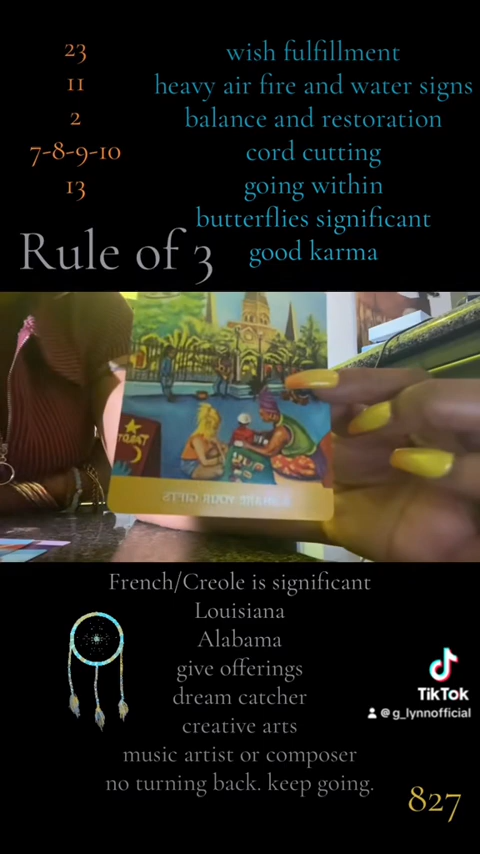 23
11
2
7-8-9-10
13
Rule of 3
wish fulfillment
heavy air fire and water signs
balance and restoration
cord cutting
going within
butterflies significant
good karma
TAROT
SHARE YOUR GIFTS
French/Creole is significant
Louisiana
Alabama
give offerings
dream catcher
creative arts
music artist or composer
no turning back. keep going.
TikTok
@g_lynnofficial
827